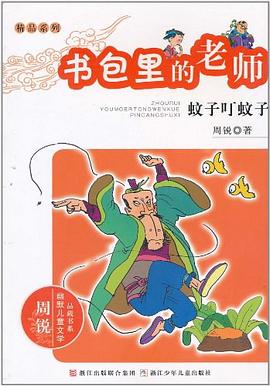 精品系列
书包里的老师
ZHOURUI
YOUMOERTONGWENXUE
PINCANGSHUXI
蚊子叮蚊子
周锐◎著
周锐
幽默儿童文学
品藏书系
浙江出版联合集团
浙江少年儿童出版社